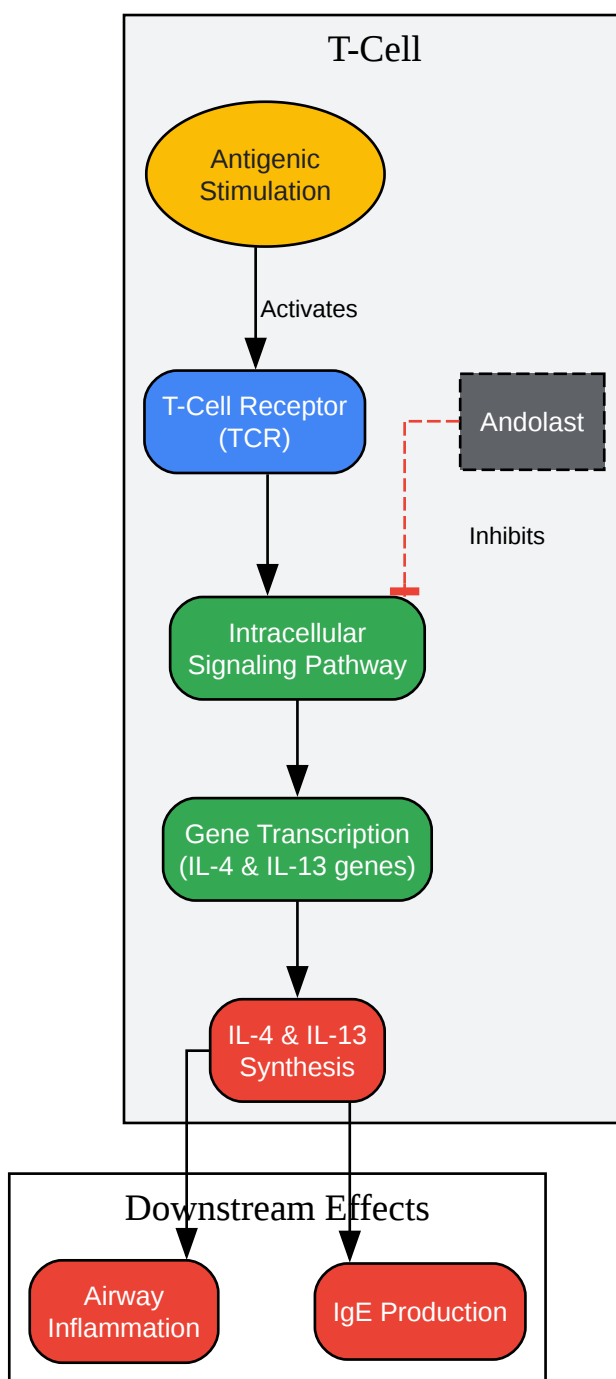 T-Cell
Antigenic
Stimulation
Activates
T-Cell Receptor
(TCR)
Andolast
Inhibits
Intracellular
Signaling Pathway
Gene Transcription
(IL-4 & IL-13 genes)
IL-4 & IL-13
Synthesis
Downstream Effects
Airway
Inflammation
IgE Production